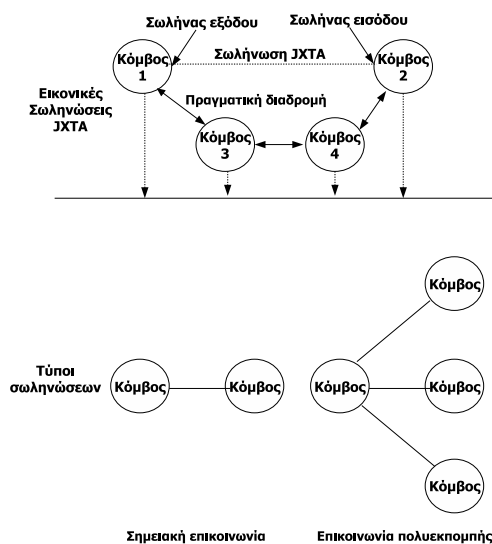 Σωλήνας εξόδου
Σωλήνας εισόδου
Κόμβος
1
Σωλήνωση JXTA
Κόμβος
2
Εικονικές
Σωληνώσεις
JXTA
Πραγματική διαδρομή
Κόμβος
3
Κόμβος
4
Κόμβος
Τύποι
σωληνώσεων
Κόμβος
Κόμβος
Κόμβος
Κόμβος
Κόμβος
Σημειακή επικοινωνία
Επικοινωνία πολυεκπομπής